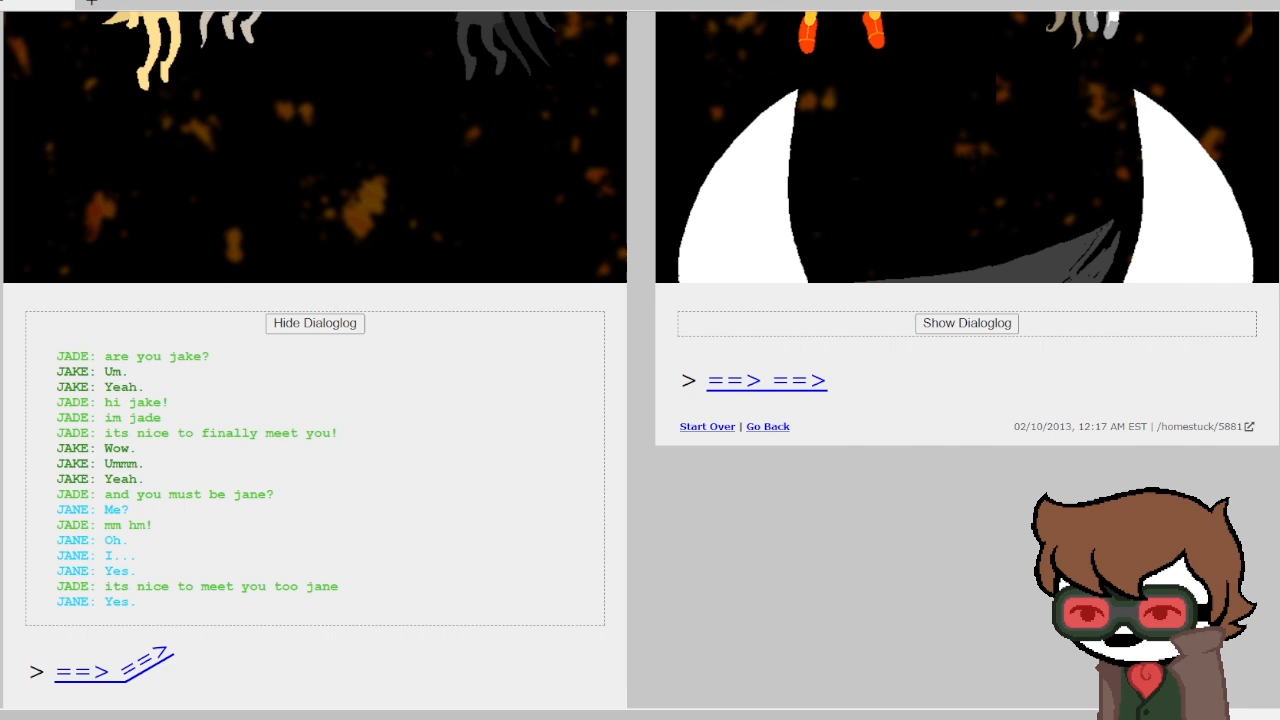 Hide Dialoglog
JADE: are you jake?
JAKE: Um.
JAKE: Yeah.
JADE: hi jake!
JADE: im jade
JADE: its nice to finally meet you!
JAKE: Wow.
JAKE: Ummm.
JAKE: Yeah.
JADE: and you must be jane?
JANE: Me?
JADE: mm hm!
JANE: Oh.
JANE: I...
JANE: Yes.
JADE: its nice to meet you too jane
JANE: Yes.
> ==> ==>
Show Dialoglog
> ==> ==>
Start Over | Go Back
02/10/2013, 12:17 AM EST | /homestuck/5881